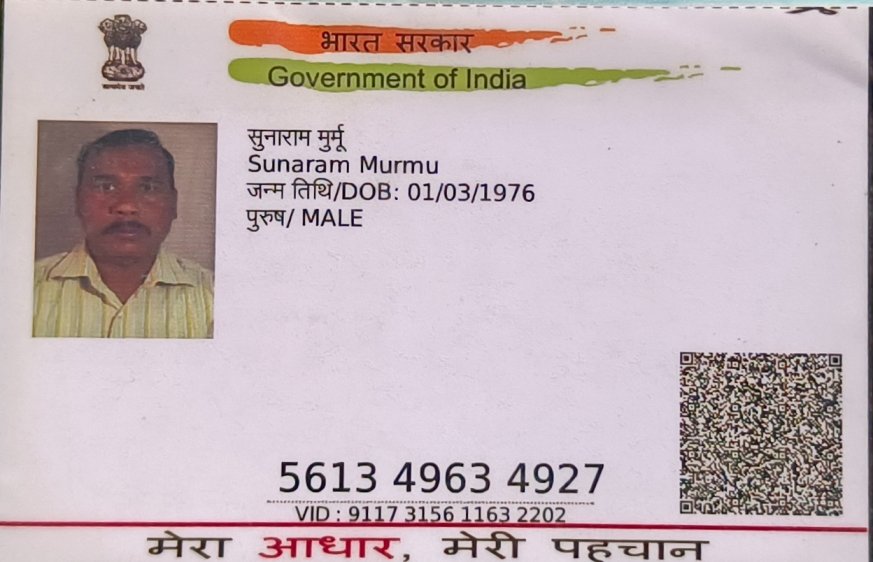 भारत सरकार
Government of India
सत्यमेव जयते
सुनाराम मुर्मू
Sunaram Murmu
जन्म तिथि/DOB: 01/03/1976
पुरुष/ MALE
5613 4963 4927
VID : 9117 3156 1163 2202
मेरा आधार, मेरी पहचान